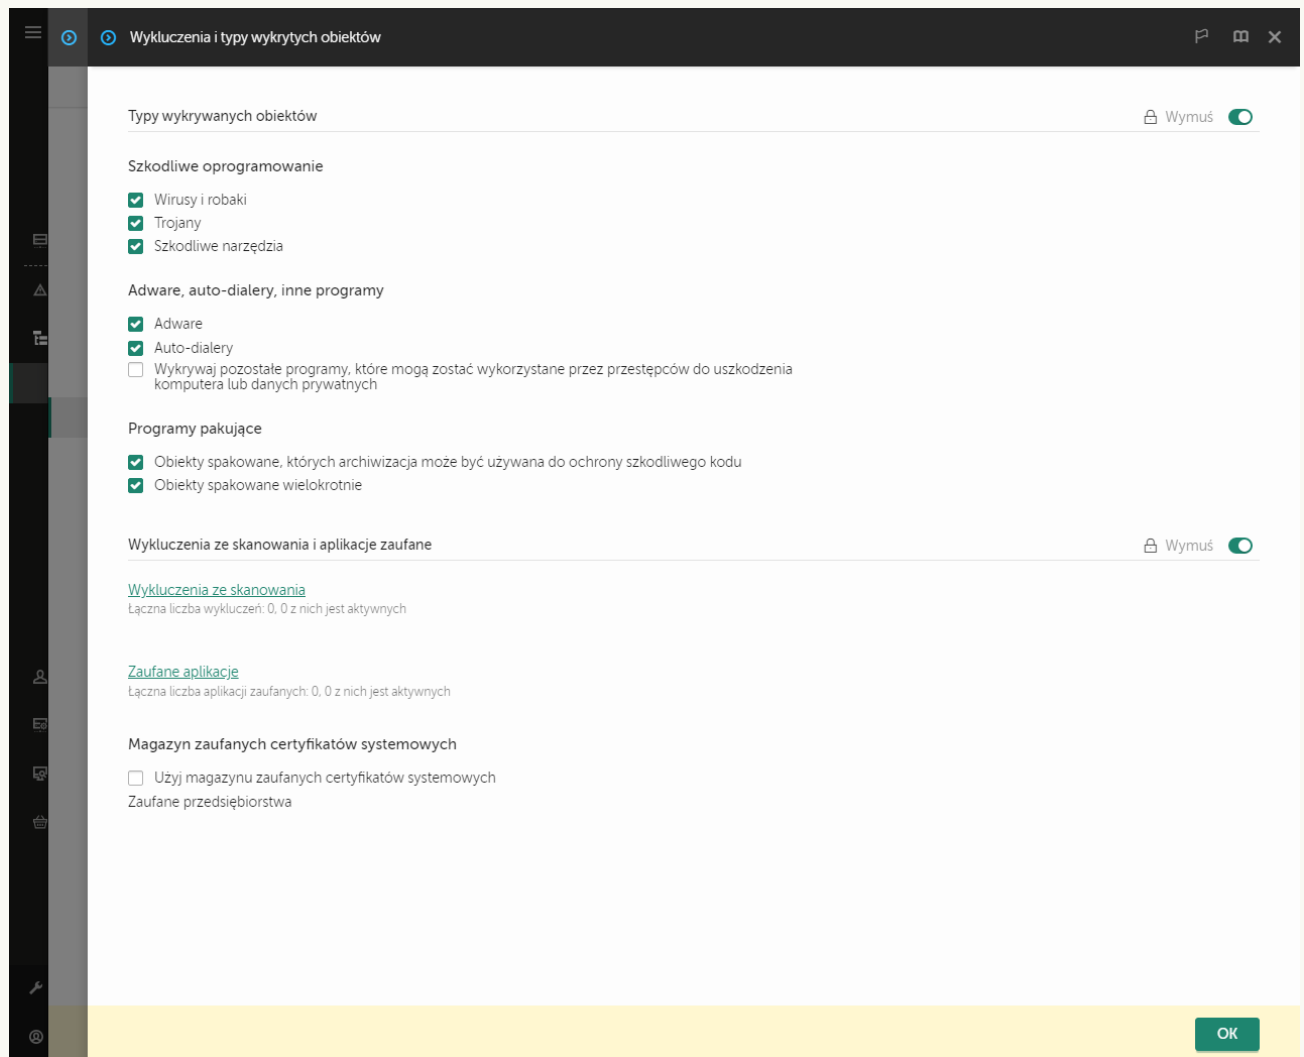 Wykluczenia i typy wykrytych obiektów
Typy wykrywanych obiektów
Wymuś
Szkodliwe oprogramowanie
Wirusy i robaki
Trojany
Szkodliwe narzędzia
Adware, auto-dialery, inne programy
Adware
Auto-dialery
Wykrywaj pozostałe programy, które mogą zostać wykorzystane przez przestępców do uszkodzenia
komputera lub danych prywatnych
Programy pakujące
Obiekty spakowane, których archiwizacja może być używana do ochrony szkodliwego kodu
Obiekty spakowane wielokrotnie
Wykluczenia ze skanowania i aplikacje zaufane
Wymuś
Wykluczenia ze skanowania
Łączna liczba wykluczeń: 0, 0 z nich jest aktywnych
Zaufane aplikacje
Łączna liczba aplikacji zaufanych: 0, 0 z nich jest aktywnych
Magazyn zaufanych certyfikatów systemowych
Użyj magazynu zaufanych certyfikatów systemowych
Zaufane przedsiębiorstwa
OK